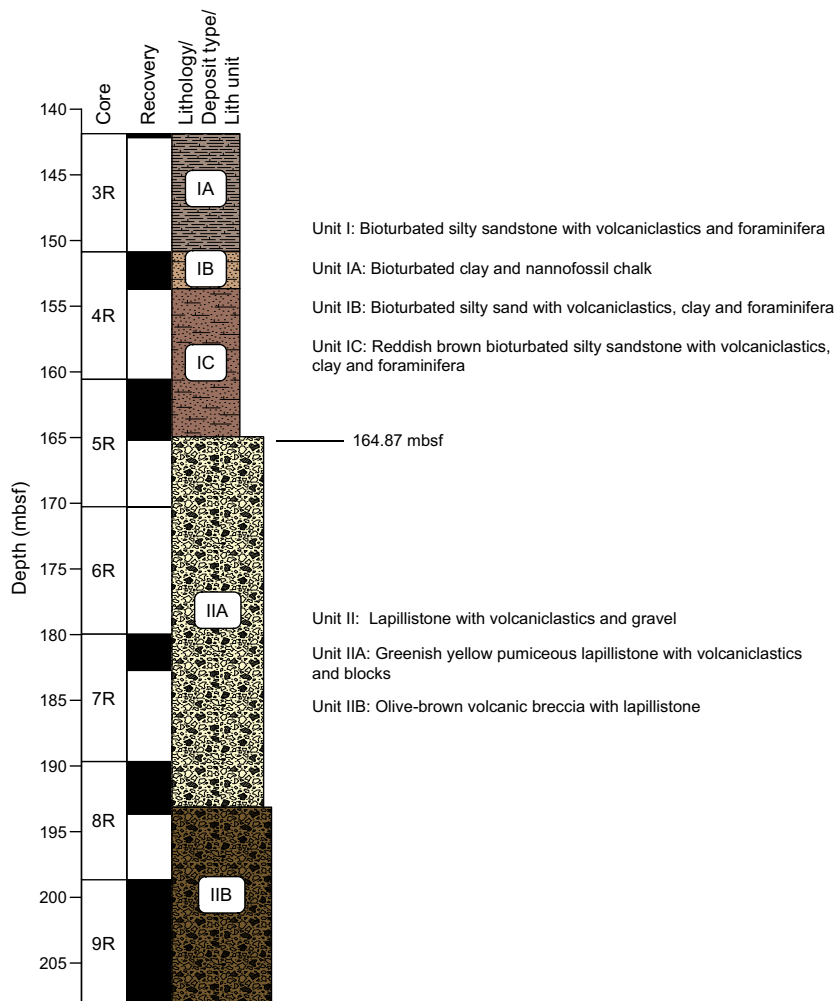 Core
Recovery
Lithology/
Deposit type/
Lith unit
Depth (mbsf)
140
145
150
155
160
165
170
175
180
185
190
195
200
205
3R
4R
5R
6R
7R
8R
9R
IA
IB
IC
IIA
IIB
Unit I: Bioturbated silty sandstone with volcaniclastics and foraminifera
Unit IA: Bioturbated clay and nannofossil chalk
Unit IB: Bioturbated silty sand with volcaniclastics, clay and foraminifera
Unit IC: Reddish brown bioturbated silty sandstone with volcaniclastics,
clay and foraminifera
164.87 mbsf
Unit II: Lapillistone with volcaniclastics and gravel
Unit IIA: Greenish yellow pumiceous lapillistone with volcaniclastics
and blocks
Unit IIB: Olive-brown volcanic breccia with lapillistone